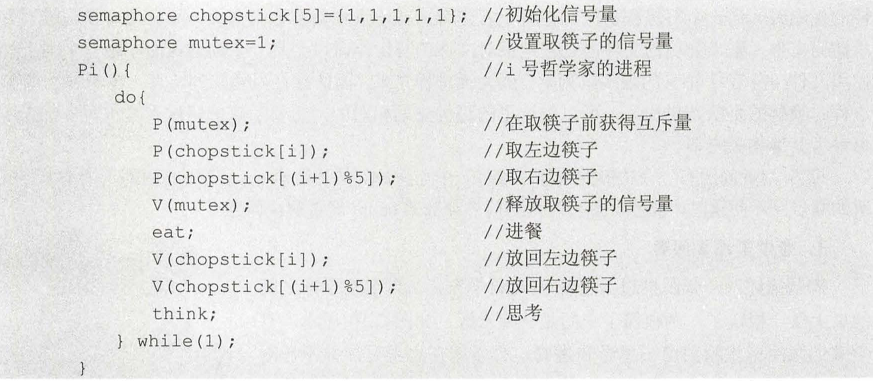 semaphore chopstick[5]={1,1,1,1,1}; //初始化信号量
semaphore mutex=1; //设置取筷子的信号量
Pi(){ //i 号哲学家的进程
do{
P(mutex); //在取筷子前获得互斥量
P(chopstick[i]); //取左边筷子
P(chopstick[(i+1)%5]); //取右边筷子
V(mutex); //释放取筷子的信号量
eat; //进餐
V(chopstick[i]); //放回左边筷子
V(chopstick[(i+1)%5]); //放回右边筷子
think; //思考
} while(1);
}